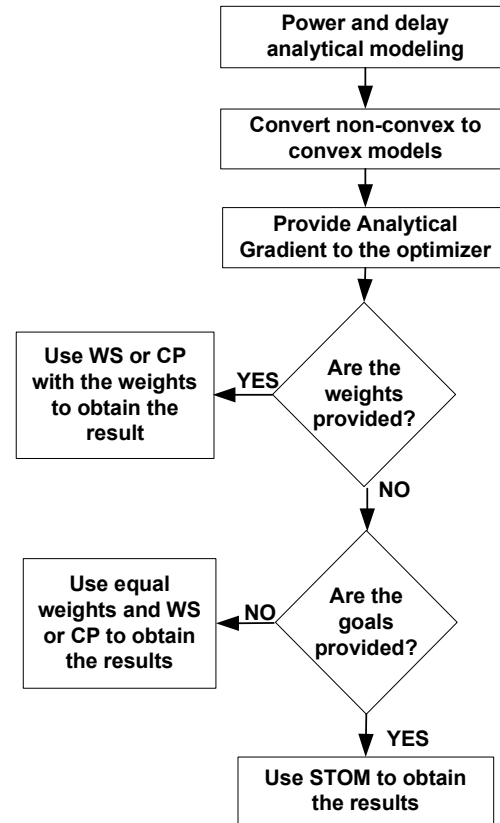 Power and delay
analytical modeling
Convert non-convex to
convex models
Provide Analytical
Gradient to the optimizer
Are the
weights
provided?
YES
Use WS or CP
with the weights
to obtain the
result
NO
Are the
goals
provided?
NO
Use equal
weights and WS
or CP to obtain
the results
YES
Use STOM to obtain
the results